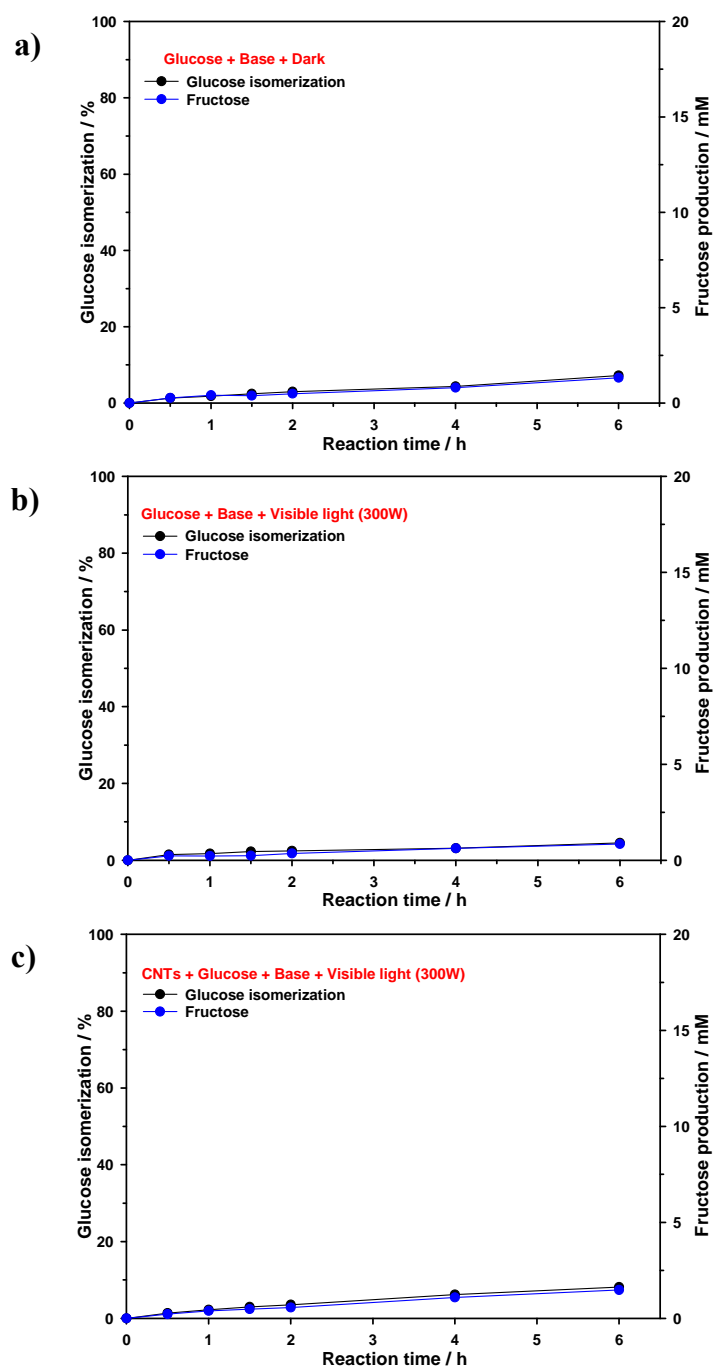 a)
Glucose + Base + Dark
Glucose isomerization
Fructose
Glucose isomerization / %
100
80
60
40
20
0
Fructose production / mM
20
15
10
5
0
0 1 2 3 4 5 6
Reaction time / h
b)
Glucose + Base + Visible light (300W)
Glucose isomerization
Fructose
Glucose isomerization / %
100
80
60
40
20
0
Fructose production / mM
20
15
10
5
0
0 1 2 3 4 5 6
Reaction time / h
c)
CNTs + Glucose + Base + Visible light (300W)
Glucose isomerization
Fructose
Glucose isomerization / %
100
80
60
40
20
0
Fructose production / mM
20
15
10
5
0
0 1 2 3 4 5 6
Reaction time / h